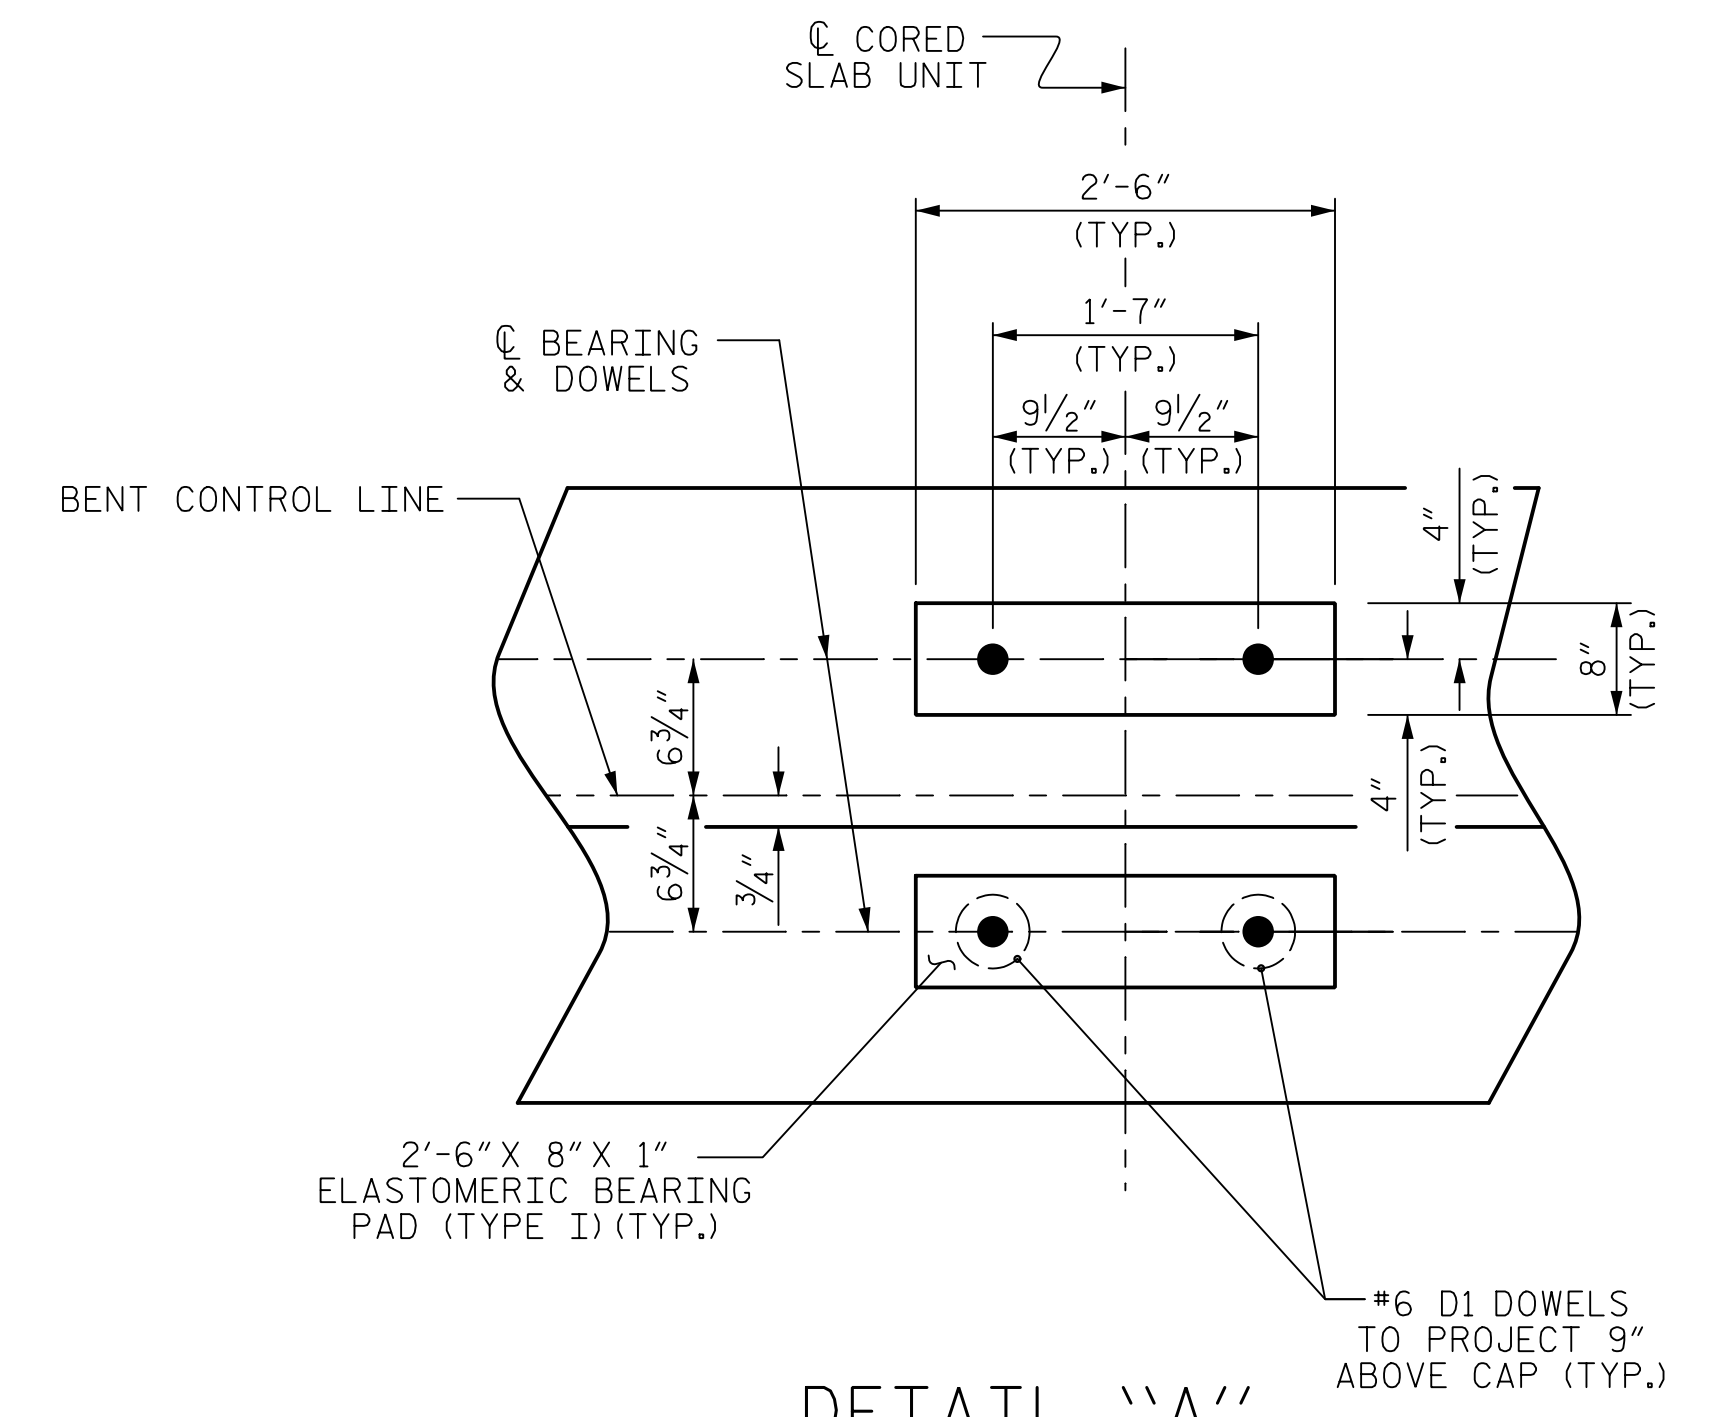 ℄ CORED
SLAB UNIT
2'-6"
(TYP.)
1'-7"
(TYP.)
℄ BEARING
& DOWELS
9½" 9½"
(TYP.) (TYP.)
BENT CONTROL LINE
4"
(TYP.)
8"
(TYP.)
6¾"
4"
(TYP.)
6¾"
¾"
2'-6" X 8" X 1"
ELASTOMERIC BEARING
PAD (TYPE I)(TYP.)
#6 D1 DOWELS
TO PROJECT 9"
ABOVE CAP (TYP.)
DETAIL "A"